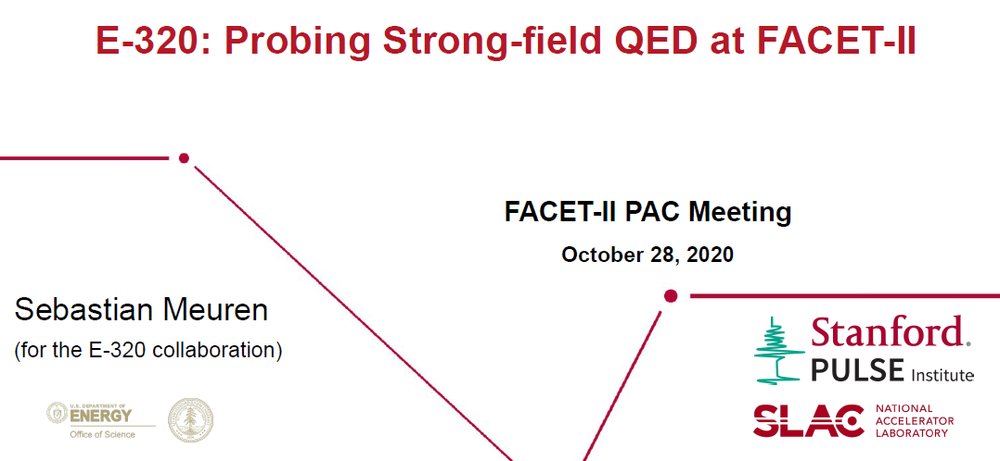 E-320: Probing Strong-field QED at FACET-II
FACET-II PAC Meeting
October 28, 2020
Sebastian Meuren
(for the E-320 collaboration)
U.S. DEPARTMENT OF
ENERGY
Office of Science
Stanford
PULSE Institute
SLAC
NATIONAL
ACCELERATOR
LABORATORY